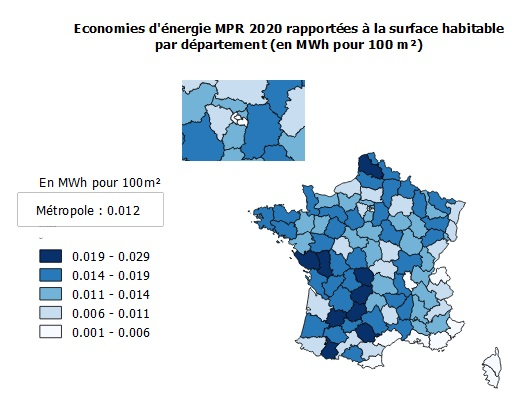 Economies d'énergie MPR 2020 rapportées à la surface habitable
par département (en MWh pour 100 m²)
En MWh pour 100m²
Métropole : 0.012
0.019 - 0.029
0.014 - 0.019
0.011 - 0.014
0.006 - 0.011
0.001 - 0.006